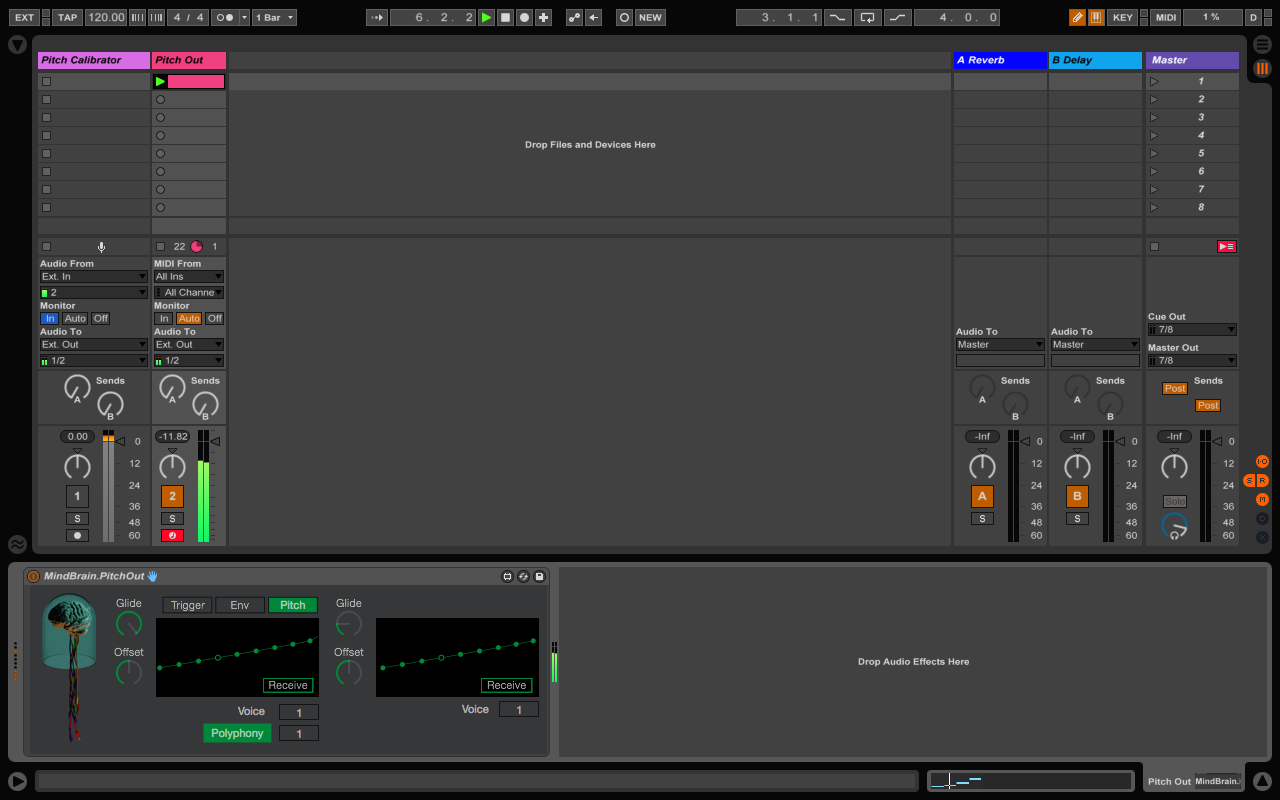 EXT TAP 120.00 4 / 4 1 Bar 6. 2. 2 NEW 3. 1. 1 4. 0. 0 KEY MIDI 1 % D
Pitch Calibrator Pitch Out A Reverb B Delay Master
1
2
3
4
5
6
7
8
Drop Files and Devices Here
22 1
Audio From MIDI From
Ext. In All Ins
2 All Channe
Monitor Monitor
In Auto Off In Auto Off
Audio To Audio To Audio To Audio To
Ext. Out Ext. Out Master Master
1/2 1/2
Cue Out
7/8
Master Out
7/8
Sends Sends Sends Sends Sends
A A A A Post
B B B B Post
0.00 -11.82 -Inf -Inf -Inf
0 0 0 0
12 12 12 12
24 24 24 24
36 36 36 36
48 48 48 48
60 60 60 60
1 2 A B Solo
S S S S
I-O
S R
M
D
X
MindBrain.PitchOut
Glide Trigger Env Pitch Glide
Offset Offset
Receive Receive
Voice 1 Voice 1
Polyphony 1
Drop Audio Effects Here
Pitch Out MindBrain.